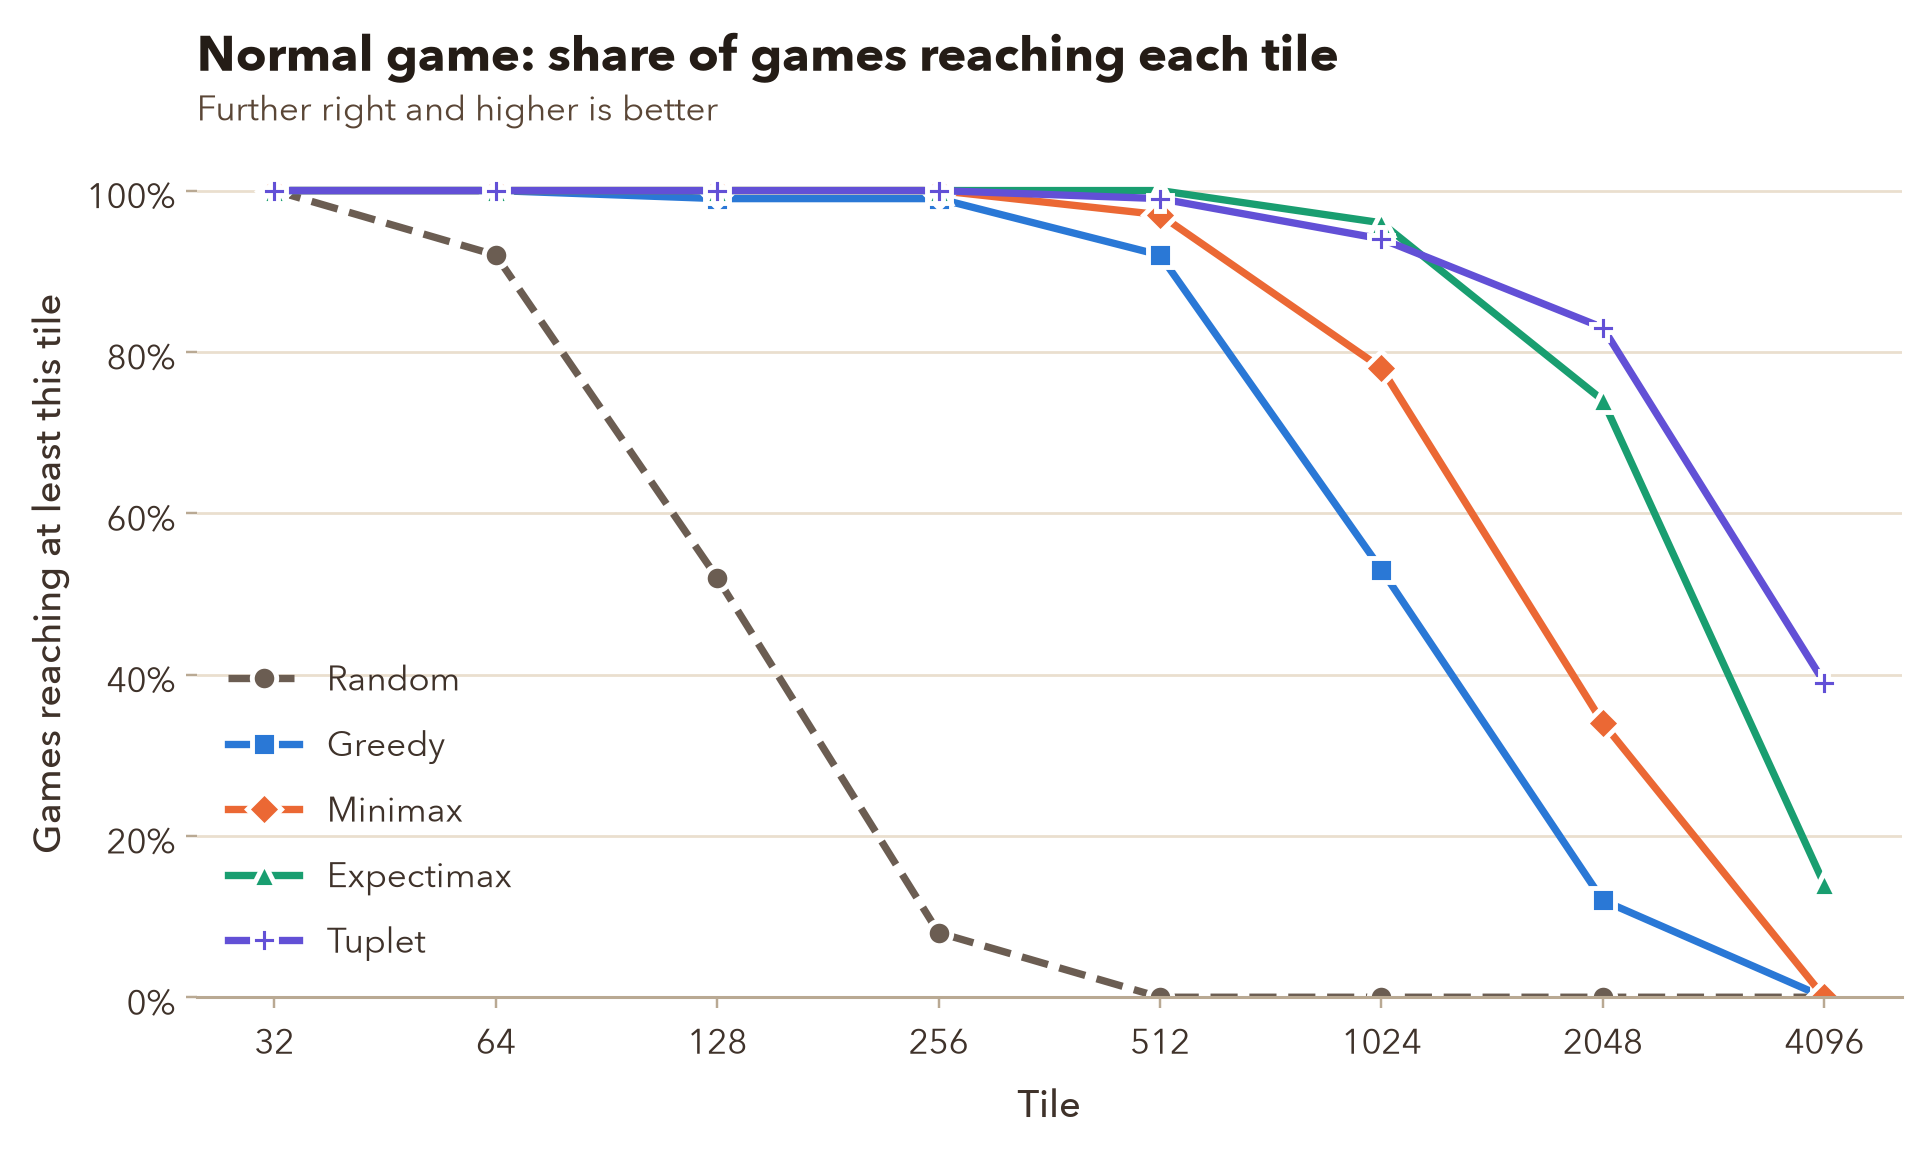 Normal game: share of games reaching each tile
Further right and higher is better
Games reaching at least this tile
100%
80%
60%
40%
20%
0%
Random
Greedy
Minimax
Expectimax
Tuplet
32 64 128 256 512 1024 2048 4096
Tile